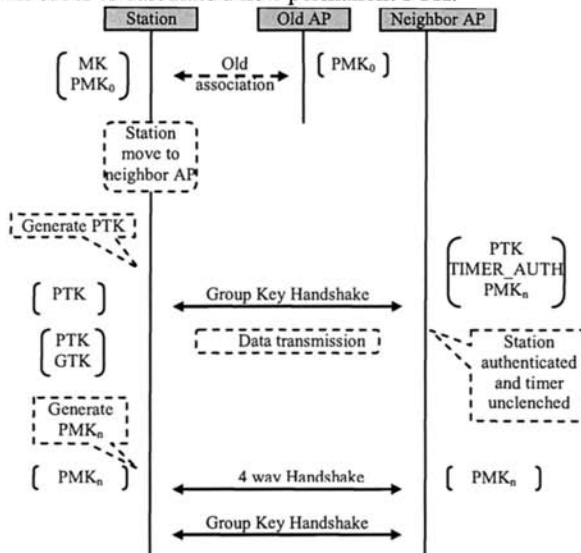 Station Old AP Neighbor AP
MK
PMK₀
Old
association
PMK₀
Station
move to
neighbor AP
Generate PTK
PTK
TIMER_AUTH
PMKₙ
PTK
Group Key Handshake
PTK
GTK
Data transmission
Station
authenticated
and timer
unclenched
Generate
PMKₙ
PMKₙ
4 way Handshake
PMKₙ
Group Key Handshake